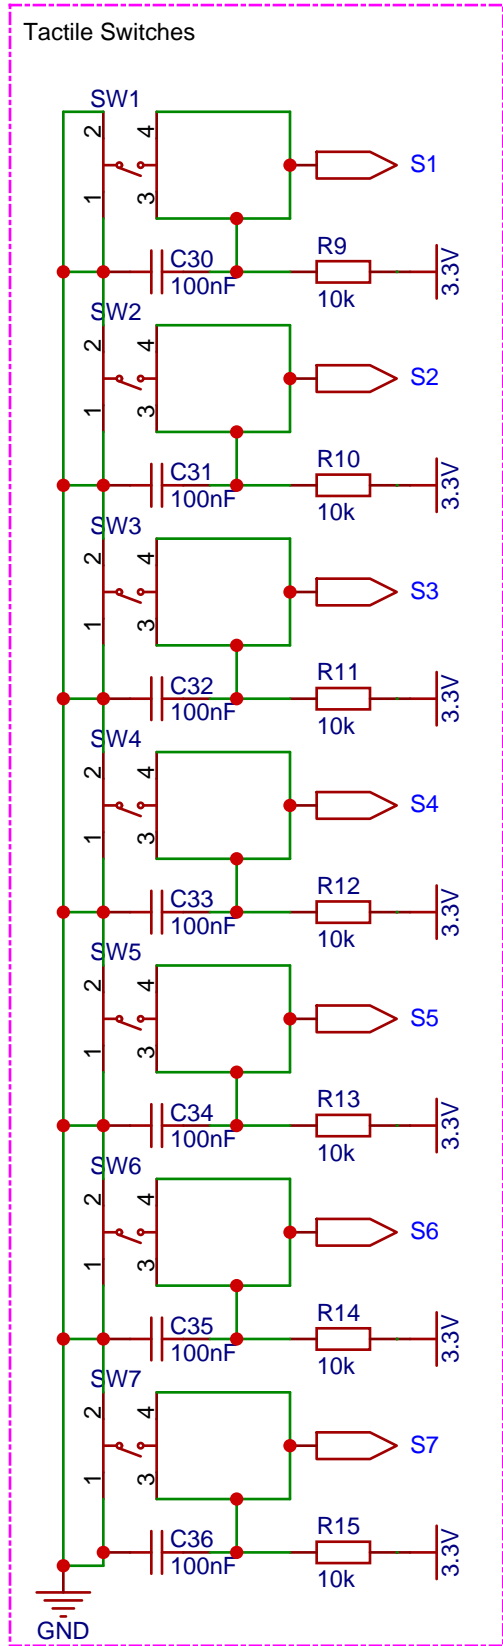 Tactile Switches
SW1
2 4
1 3
S1
C30
100nF
R9
10k
3.3V
SW2
2 4
1 3
S2
C31
100nF
R10
10k
3.3V
SW3
2 4
1 3
S3
C32
100nF
R11
10k
3.3V
SW4
2 4
1 3
S4
C33
100nF
R12
10k
3.3V
SW5
2 4
1 3
S5
C34
100nF
R13
10k
3.3V
SW6
2 4
1 3
S6
C35
100nF
R14
10k
3.3V
SW7
2 4
1 3
S7
C36
100nF
R15
10k
3.3V
GND